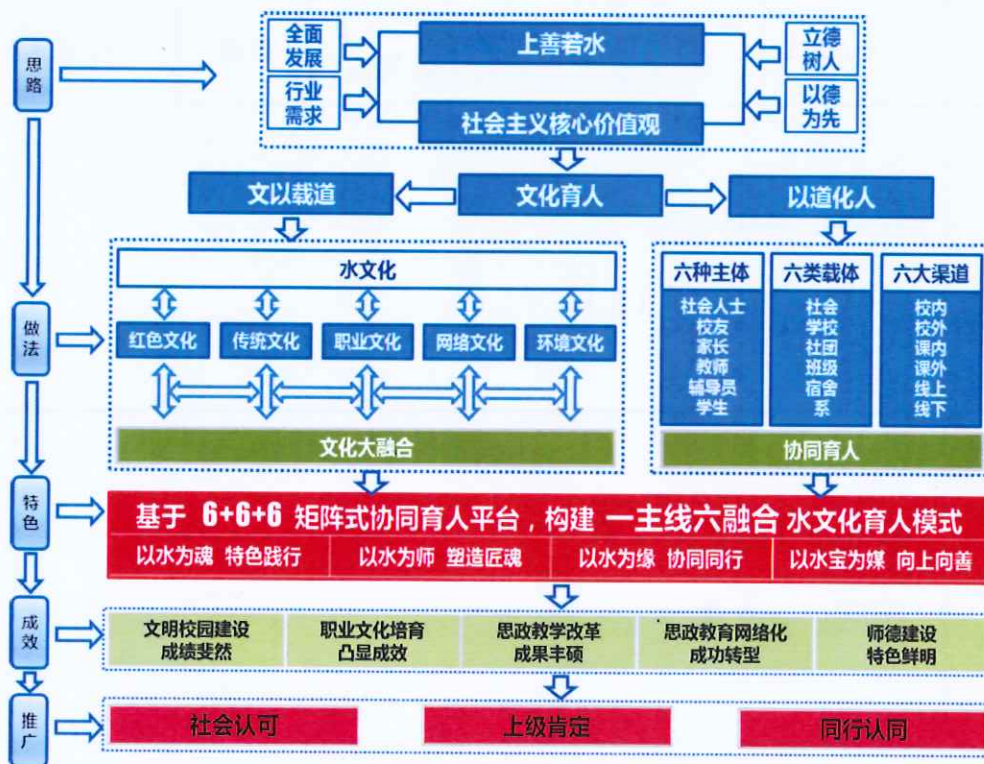 思路
全面
发展
行业
需求
上善若水
社会主义核心价值观
立德
树人
以德
为先
文以载道
文化育人
以道化人
做法
水文化
红色文化
传统文化
职业文化
网络文化
环境文化
文化大融合
六种主体
社会人士
校友
家长
教师
辅导员
学生
六类载体
社会
学校
社团
班级
宿舍
系
六大渠道
校内
校外
课内
课外
线上
线下
协同育人
特色
基于 6+6+6 矩阵式协同育人平台，构建 一主线六融合 水文化育人模式
以水为魂 特色践行
以水为师 塑造匠魂
以水为缘 协同同行
以水宝为媒 向上向善
成效
文明校园建设
成绩斐然
职业文化培育
凸显成效
思政教学改革
成果丰硕
思政教育网络化
成功转型
师德建设
特色鲜明
推广
社会认可
上级肯定
同行认同